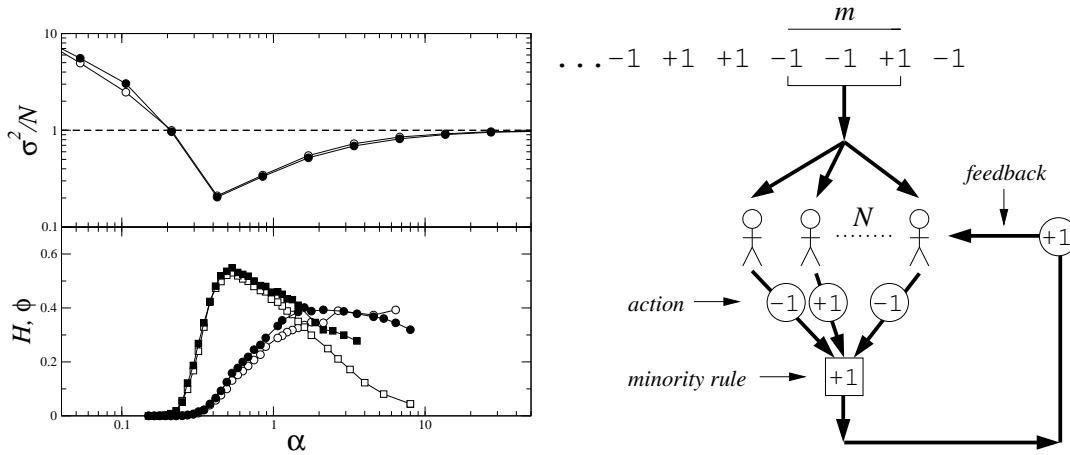 10
1
0.1
σ²/N
0.6
0.4
0.2
0
H, ϕ
0.1 1 10
α
m
...-1 +1 +1 -1 -1 +1 -1
feedback
N
+1
action
-1 +1 -1
minority rule
+1